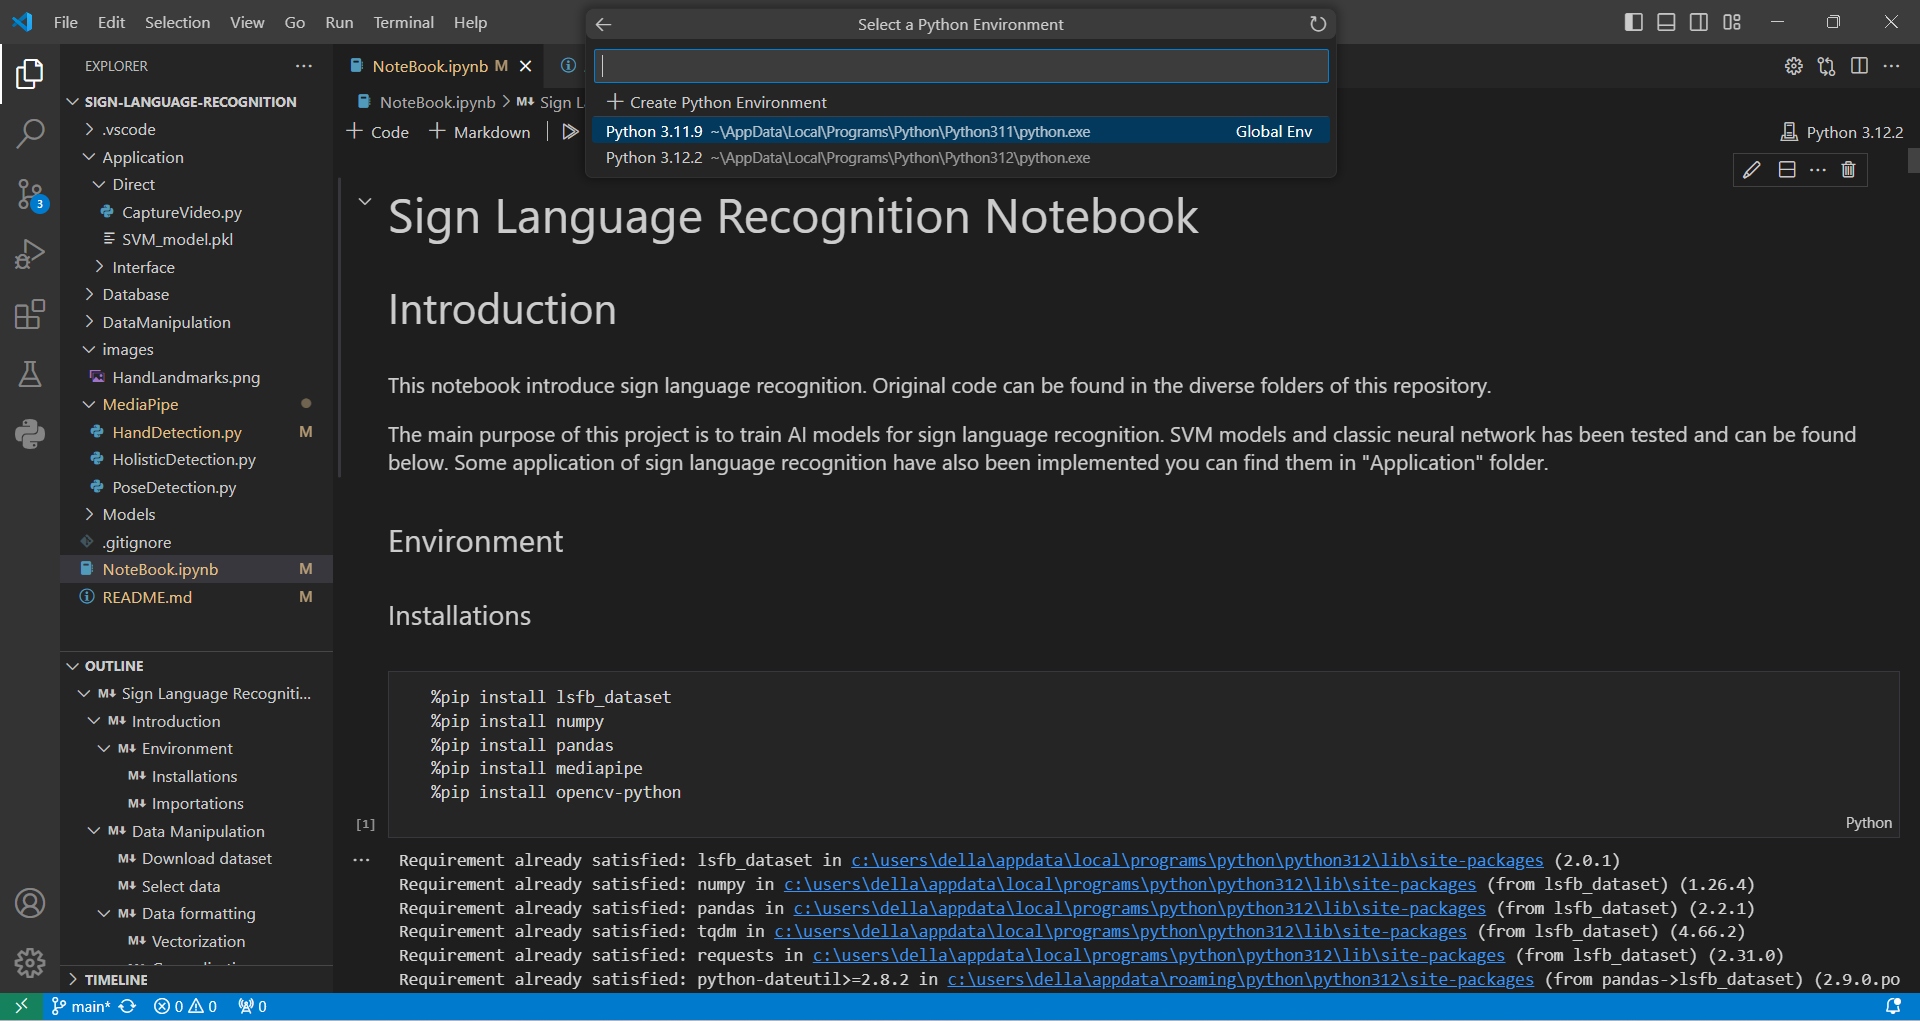 File Edit Selection View Go Run Terminal Help
Select a Python Environment
EXPLORER
NoteBook.ipynb M
SIGN-LANGUAGE-RECOGNITION
.vscode
Application
Direct
CaptureVideo.py
SVM_model.pkl
Interface
Database
DataManipulation
images
HandLandmarks.png
MediaPipe
HandDetection.py M
HolisticDetection.py
PoseDetection.py
Models
.gitignore
NoteBook.ipynb M
README.md M
OUTLINE
M↓ Sign Language Recogniti...
M↓ Introduction
M↓ Environment
M↓ Installations
M↓ Importations
M↓ Data Manipulation
M↓ Download dataset
M↓ Select data
M↓ Data formatting
M↓ Vectorization
TIMELINE
NoteBook.ipynb > M↓ Sign L
+ Code + Markdown
+ Create Python Environment
Python 3.11.9 ~\AppData\Local\Programs\Python\Python311\python.exe Global Env
Python 3.12.2 ~\AppData\Local\Programs\Python\Python312\python.exe
Python 3.12.2
Sign Language Recognition Notebook
Introduction
This notebook introduce sign language recognition. Original code can be found in the diverse folders of this repository.
The main purpose of this project is to train AI models for sign language recognition. SVM models and classic neural network has been tested and can be found
below. Some application of sign language recognition have also been implemented you can find them in "Application" folder.
Environment
Installations
%pip install lsfb_dataset
%pip install numpy
%pip install pandas
%pip install mediapipe
%pip install opencv-python
[1]
Python
Requirement already satisfied: lsfb_dataset in c:\users\della\appdata\local\programs\python\python312\lib\site-packages (2.0.1)
Requirement already satisfied: numpy in c:\users\della\appdata\local\programs\python\python312\lib\site-packages (from lsfb_dataset) (1.26.4)
Requirement already satisfied: pandas in c:\users\della\appdata\local\programs\python\python312\lib\site-packages (from lsfb_dataset) (2.2.1)
Requirement already satisfied: tqdm in c:\users\della\appdata\local\programs\python\python312\lib\site-packages (from lsfb_dataset) (4.66.2)
Requirement already satisfied: requests in c:\users\della\appdata\local\programs\python\python312\lib\site-packages (from lsfb_dataset) (2.31.0)
Requirement already satisfied: python-dateutil>=2.8.2 in c:\users\della\appdata\roaming\python\python312\site-packages (from pandas->lsfb_dataset) (2.9.0.po
3
main* 0 0 0